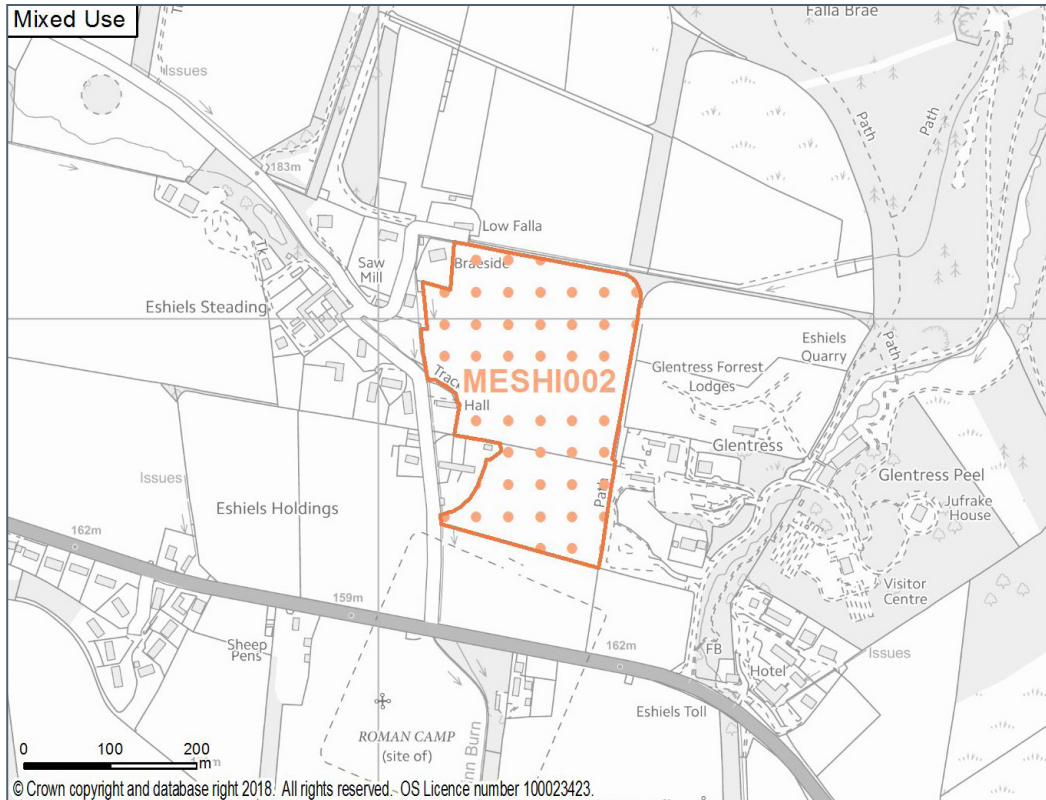 Mixed Use
Falla Brae
Issues
Path
Path
183m
Low Falla
Braeside
Saw
Mill
Tk
Eshiels Steading
Eshiels
Quarry
Path
Glentress Forrest
Lodges
MESHI002
Hall
Glentress
Glentress Peel
Jufrake
House
Issues
Eshiels Holdings
Path
162m
Visitor
Centre
159m
Sheep
Pens
162m
FB
Hotel
Issues
Eshiels Toll
ROMAN CAMP
(site of)
Burn
0 100 200
m
© Crown copyright and database right 2018. All rights reserved. OS Licence number 100023423.